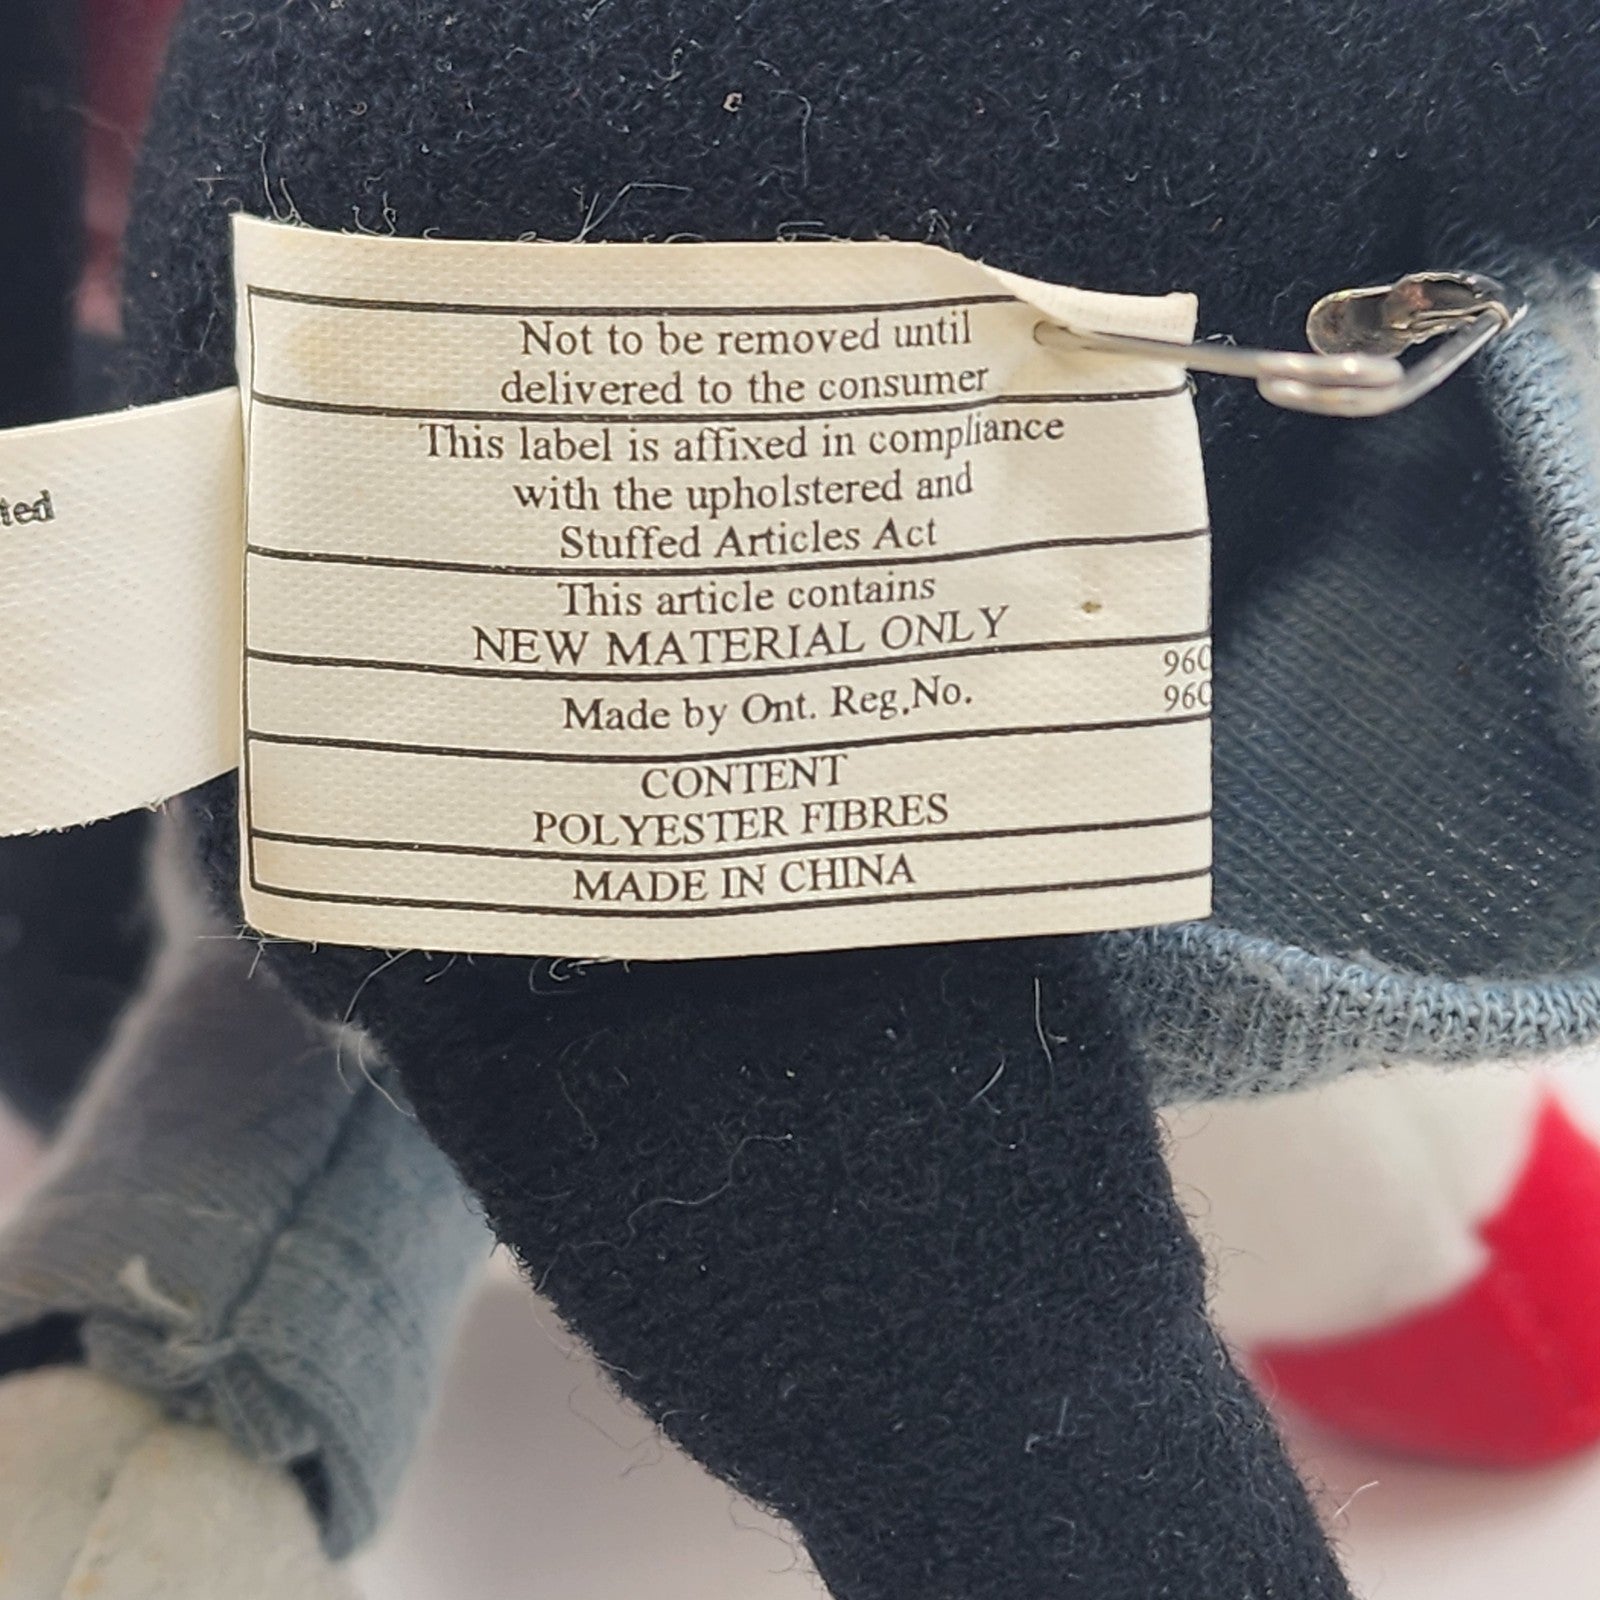 Not to be removed until
delivered to the consumer
This label is affixed in compliance
with the upholstered and
Stuffed Articles Act
This article contains
NEW MATERIAL ONLY
Made by Ont. Reg.No.
CONTENT
POLYESTER FIBRES
MADE IN CHINA